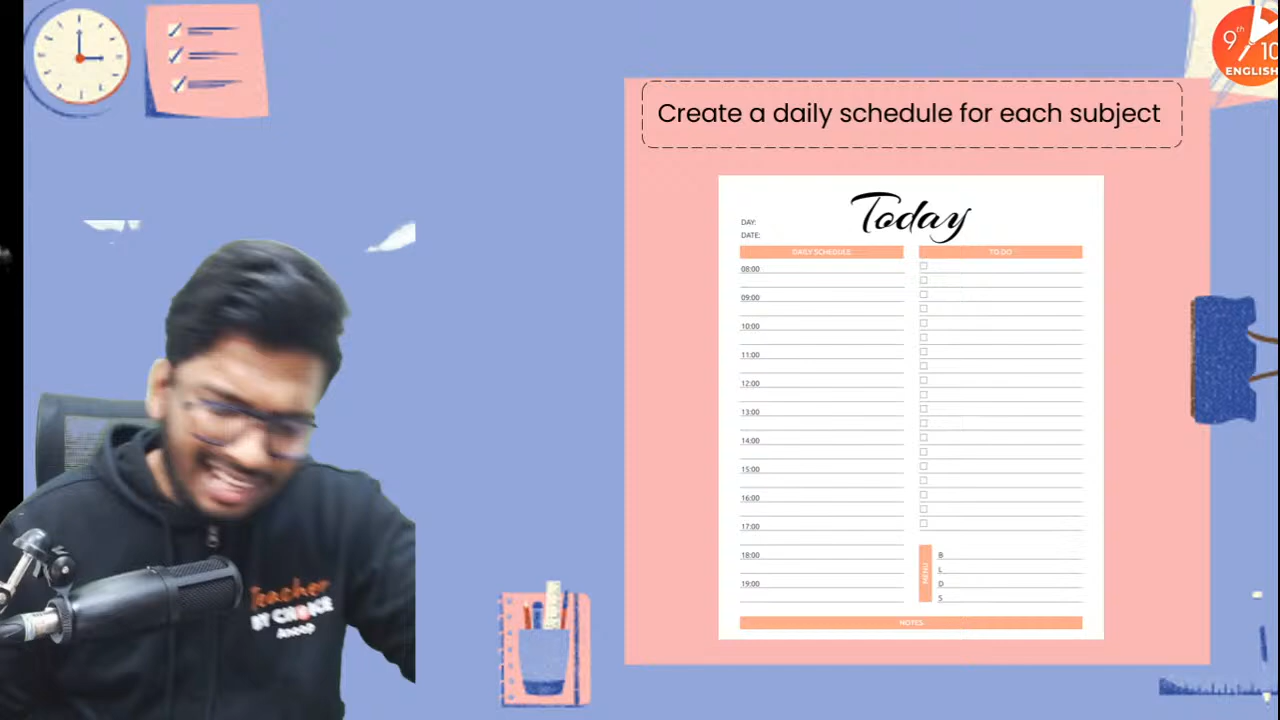 9th
10
ENGLISH
Create a daily schedule for each subject
Today
DAY:
DATE:
DAILY SCHEDULE
TO DO
08:00
09:00
10:00
11:00
12:00
13:00
14:00
15:00
16:00
17:00
18:00
19:00
MENU
B
L
D
S
NOTES
Teacher
BY CHOICE
Anoop